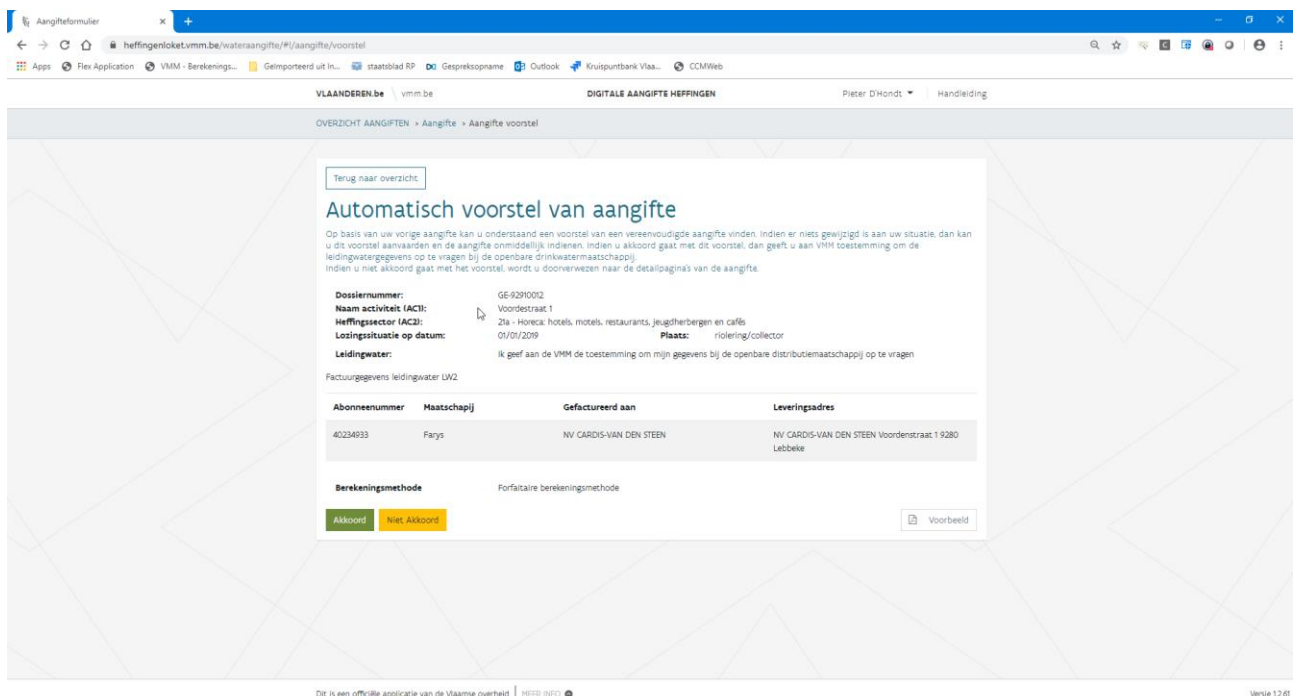 Aangifteformulier
heffingenloket.vmm.be/wateraangifte/#!/aangifte/voorstel
Apps Flex Application VMM - Berekenings... Geïmporteerd uit In... staatsblad RP Gespreksopname Outlook Kruispuntbank Vlaa... CCMWeb
VLAANDEREN.be \ vmm.be DIGITALE AANGIFTE HEFFINGEN Pieter D'Hondt Handleiding
OVERZICHT AANGIFTEN > Aangifte > Aangifte voorstel
Terug naar overzicht
Automatisch voorstel van aangifte
Op basis van uw vorige aangifte kan u onderstaand een voorstel van een vereenvoudigde aangifte vinden. Indien er niets gewijzigd is aan uw situatie, dan kan
u dit voorstel aanvaarden en de aangifte onmiddellijk indienen. Indien u akkoord gaat met dit voorstel, dan geeft u aan VMM toestemming om de
leidingwatergegevens op te vragen bij de openbare drinkwatermaatschappij.
Indien u niet akkoord gaat met het voorstel, wordt u doorverwezen naar de detailpagina's van de aangifte.
Dossiernummer: GE-92910012
Naam activiteit (AC1): Voordestraat 1
Heffingssector (AC2): 21a - Horeca: hotels, motels, restaurants, jeugdherbergen en cafés
Lozingssituatie op datum: 01/01/2019 Plaats: riolering/collector
Leidingwater: Ik geef aan de VMM de toestemming om mijn gegevens bij de openbare distributiemaatschappij op te vragen
Factuurgegevens leidingwater LW2
Abonneenummer Maatschapij Gefactureerd aan Leveringsadres
40234933 Farys NV CARDIS-VAN DEN STEEN NV CARDIS-VAN DEN STEEN Voordenstraat 1 9280
Lebbeke
Berekeningsmethode Forfaitaire berekeningsmethode
Akkoord Niet Akkoord Voorbeeld
Dit is een officiële applicatie van de Vlaamse overheid MEER INFO Versie 1.2.61